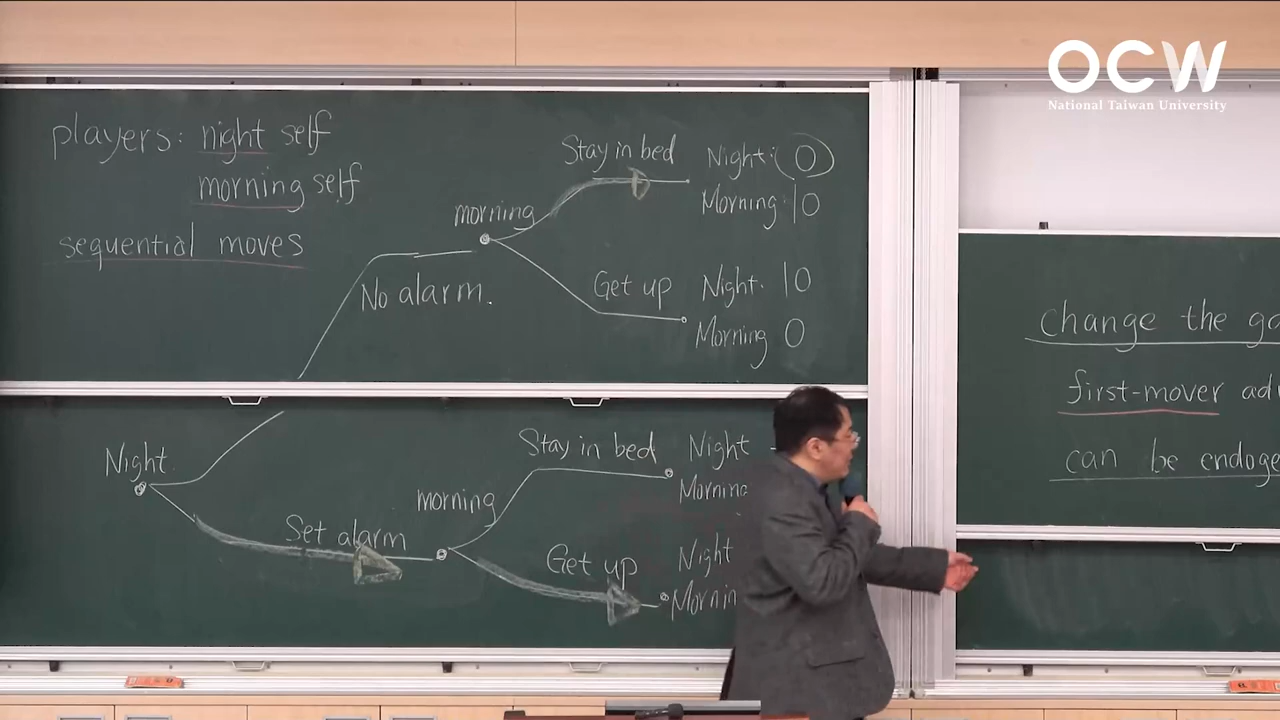 OCW
National Taiwan University
players: night self
morning self
sequential moves
Stay in bed
Night: 0
Morning: 10
morning
No alarm.
Get up
Night. 10
Morning 0
Night.
Set alarm
morning
Stay in bed
Night
Get up
Night
change the
first-mover
can be